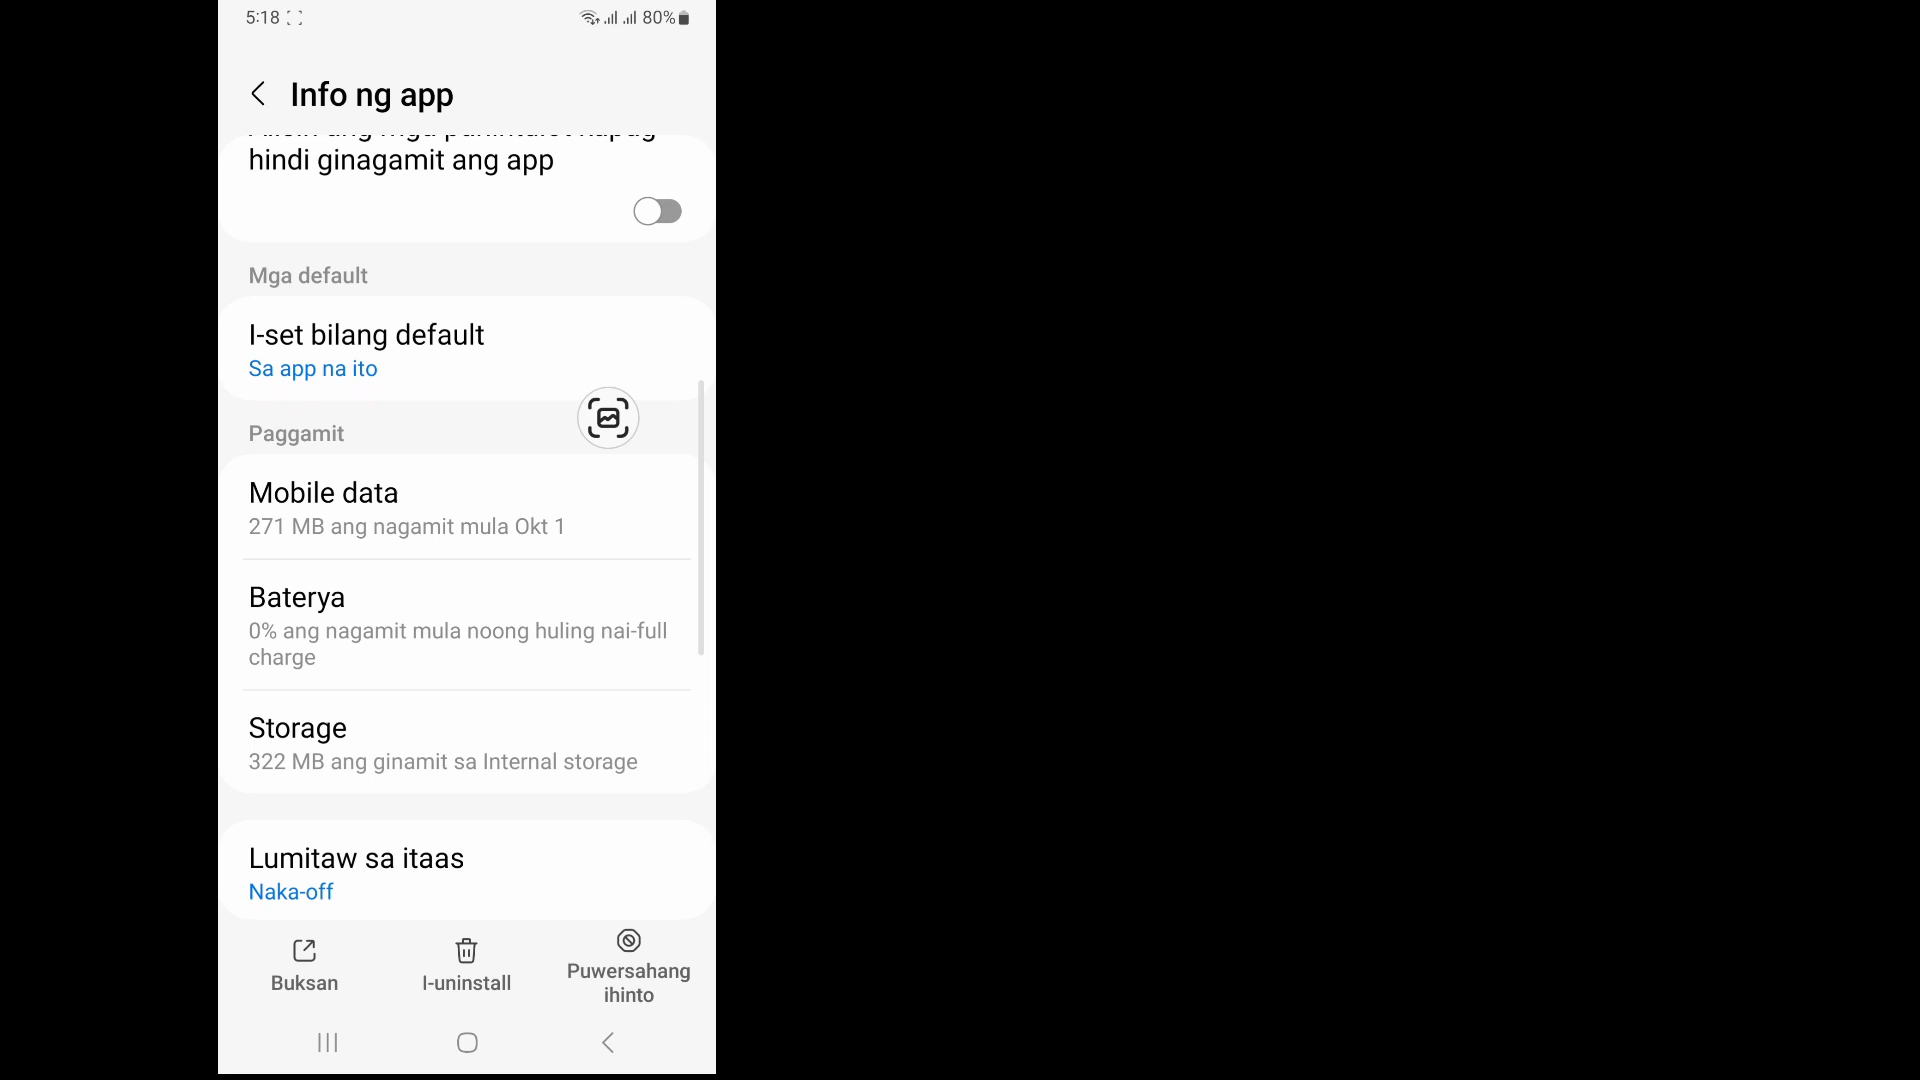 5:18
80%
Info ng app
hindi ginagamit ang app
Mga default
I-set bilang default
Sa app na ito
Paggamit
Mobile data
271 MB ang nagamit mula Okt 1
Baterya
0% ang nagamit mula noong huling nai-full
charge
Storage
322 MB ang ginamit sa Internal storage
Lumitaw sa itaas
Naka-off
Buksan
I-uninstall
Puwersahang
ihinto